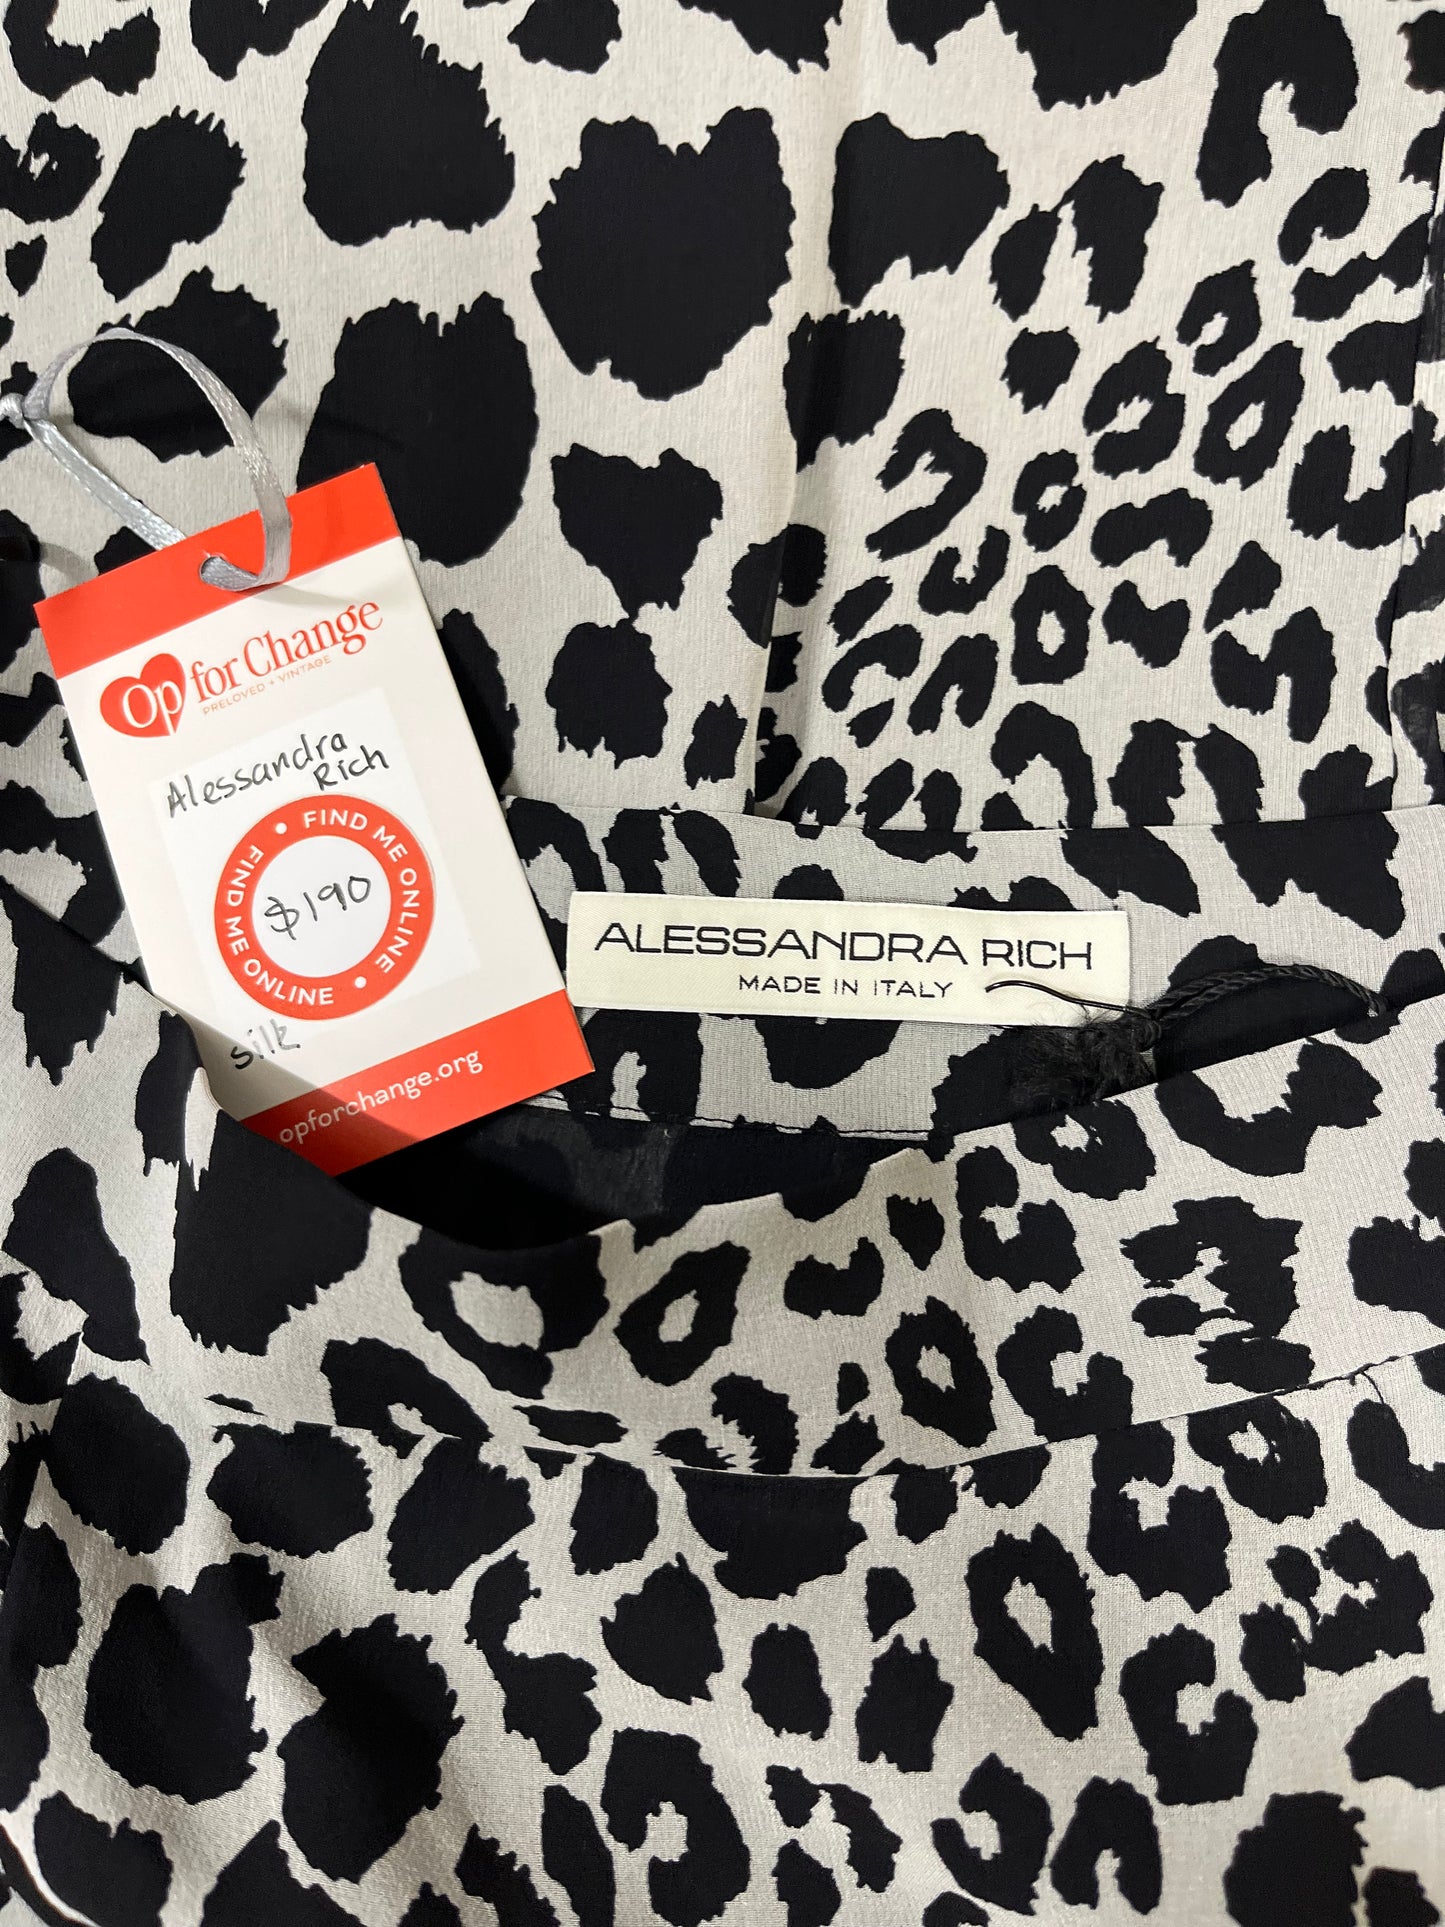 Op for Change
PRELOVED + VINTAGE
Alessandra
Rich
FIND ME ONLINE
$190
FIND ME ONLINE
silk
opforchange.org
ALESSANDRA RICH
MADE IN ITALY